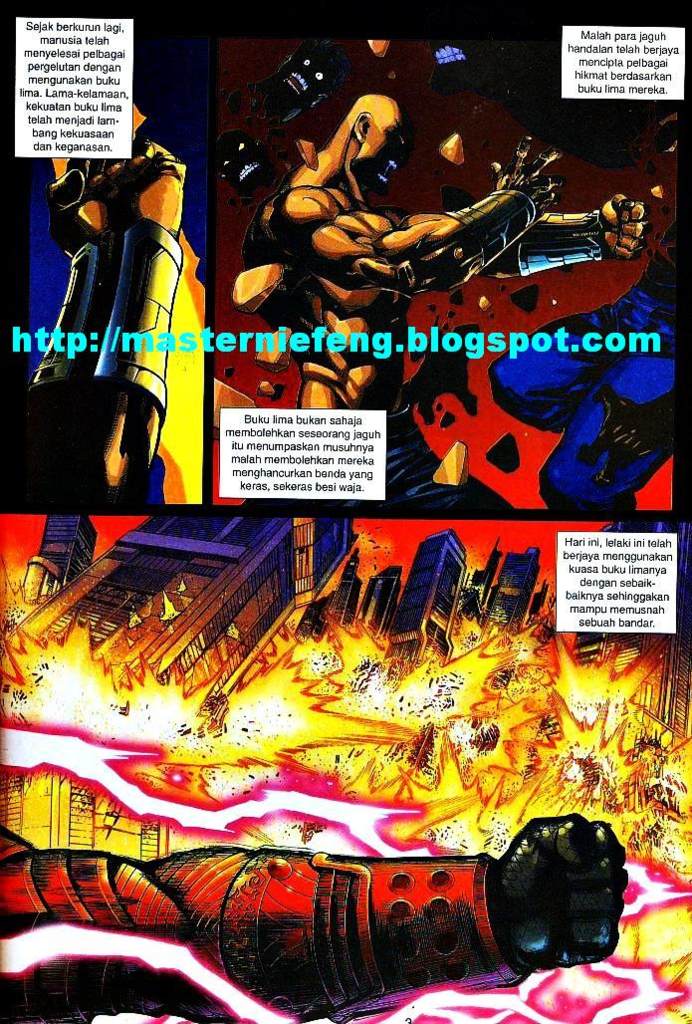 Sejak berkurun lagi,
manusia telah
menyelesai pelbagai
pergelutan dengan
mengunakan buku
lima. Lama-kelamaan,
kekuatan buku lima
telah menjadi lam-
bang kekuasaan
dan keganasan.
Malah para jaguh
handalan telah berjaya
mencipta pelbagai
hikmat berdasarkan
buku lima mereka.
http://masterniefeng.blogspot.com
Buku lima bukan sahaja
membolehkan seseorang jaguh
itu menumpaskan musuhnya
malah membolehkan mereka
menghancurkan benda yang
keras, sekeras besi waja.
Hari ini, lelaki ini telah
berjaya menggunakan
kuasa buku limanya
dengan sebaik-
baiknya sehinggakan
mampu memusnah
sebuah bandar.
3